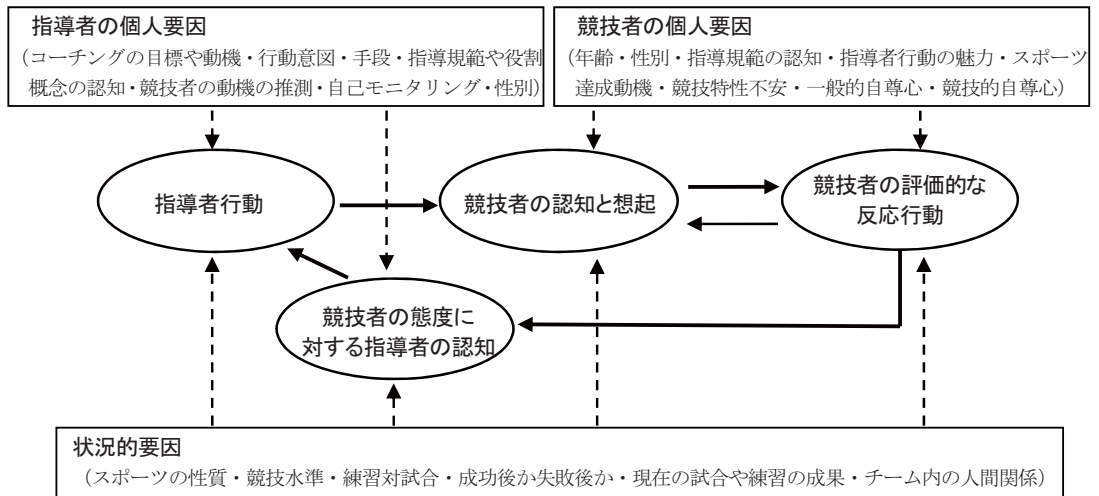 指導者の個人要因
（コーチングの目標や動機・行動意図・手段・指導規範や役割
概念の認知・競技者の動機の推測・自己モニタリング・性別）
競技者の個人要因
（年齢・性別・指導規範の認知・指導者行動の魅力・スポーツ
達成動機・競技特性不安・一般的自尊心・競技的自尊心）
指導者行動
競技者の認知と想起
競技者の評価的な
反応行動
競技者の態度に
対する指導者の認知
状況的要因
（スポーツの性質・競技水準・練習対試合・成功後か失敗後か・現在の試合や練習の成果・チーム内の人間関係）